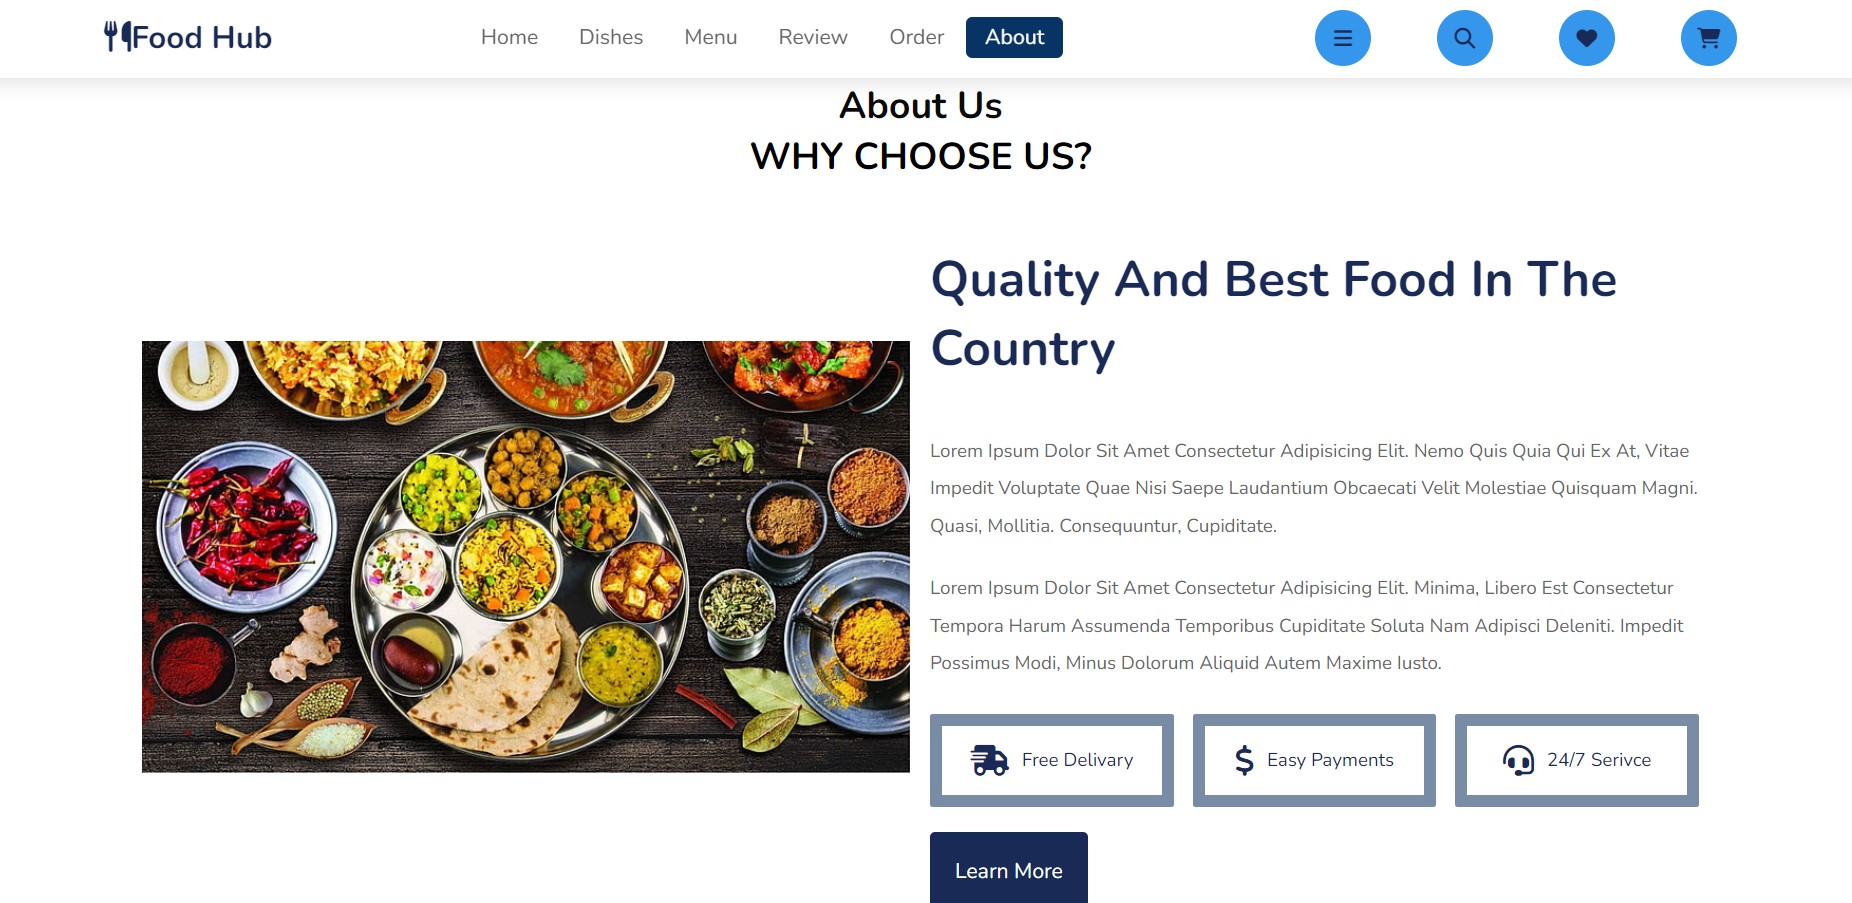 Food Hub
Home Dishes Menu Review Order About
About Us
WHY CHOOSE US?
Quality And Best Food In The
Country
Lorem Ipsum Dolor Sit Amet Consectetur Adipisicing Elit. Nemo Quis Quia Qui Ex At, Vitae
Impedit Voluptate Quae Nisi Saepe Laudantium Obcaecati Velit Molestiae Quisquam Magni.
Quasi, Mollitia. Consequuntur, Cupiditate.
Lorem Ipsum Dolor Sit Amet Consectetur Adipisicing Elit. Minima, Libero Est Consectetur
Tempora Harum Assumenda Temporibus Cupiditate Soluta Nam Adipisci Deleniti. Impedit
Possimus Modi, Minus Dolorum Aliquid Autem Maxime Iusto.
Free Delivary
$ Easy Payments
24/7 Serivce
Learn More